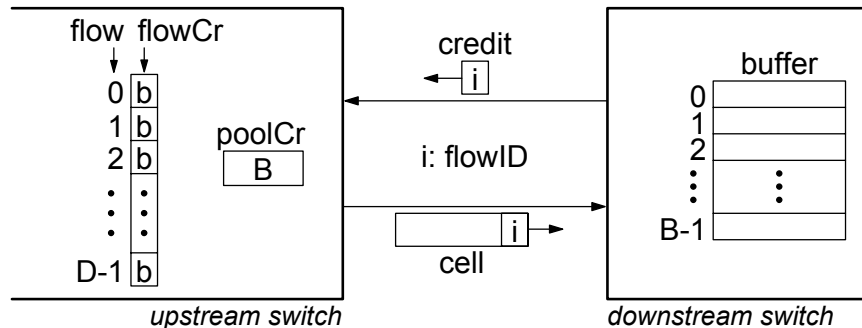 flow flowCr
0 b
1 b
2 b
D-1 b
upstream switch
poolCr
B
credit
i
i: flowID
i
cell
buffer
0
1
2
B-1
downstream switch